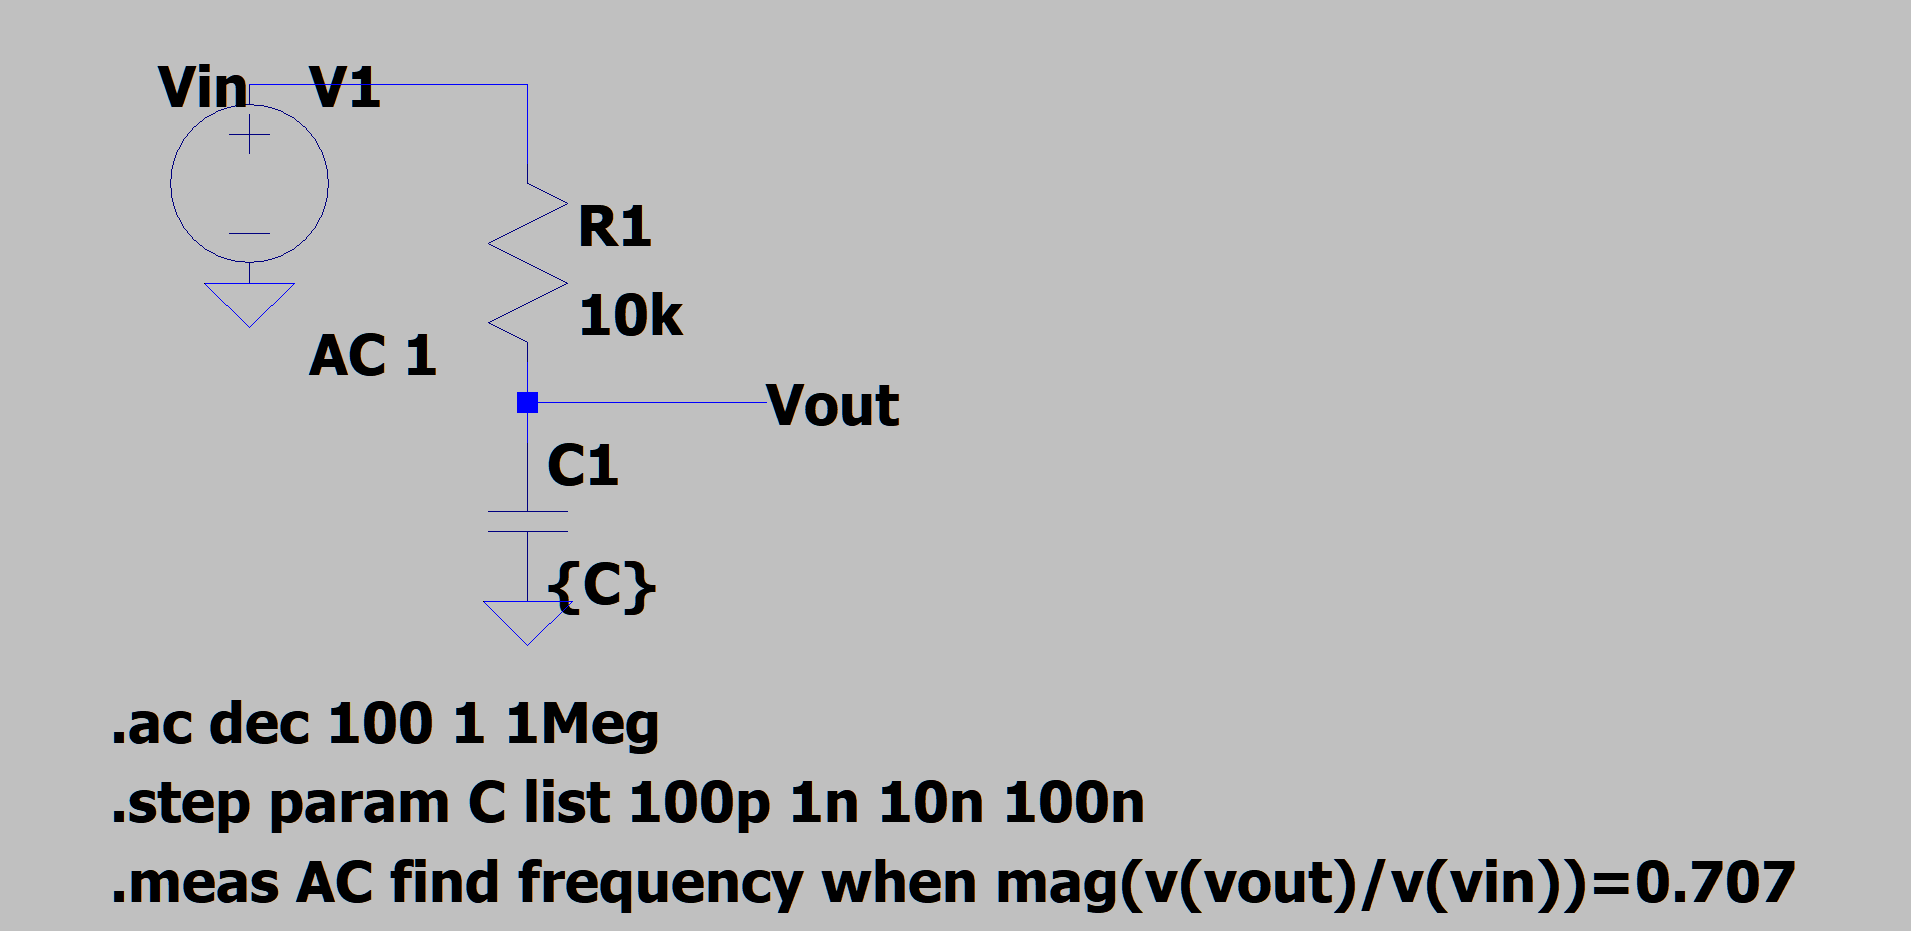 Vin V1
R1
10k
AC 1
Vout
C1
{C}
.ac dec 100 1 1Meg
.step param C list 100p 1n 10n 100n
.meas AC find frequency when mag(v(vout)/v(vin))=0.707